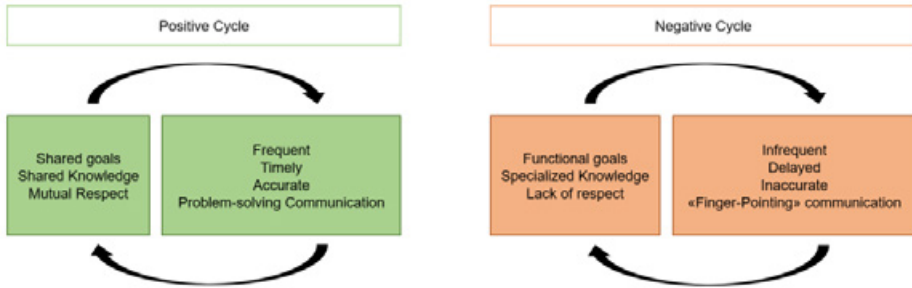 Positive Cycle
Shared goals
Shared Knowledge
Mutual Respect
Frequent
Timely
Accurate
Problem-solving Communication
Negative Cycle
Functional goals
Specialized Knowledge
Lack of respect
Infrequent
Delayed
Inaccurate
«Finger-Pointing» communication